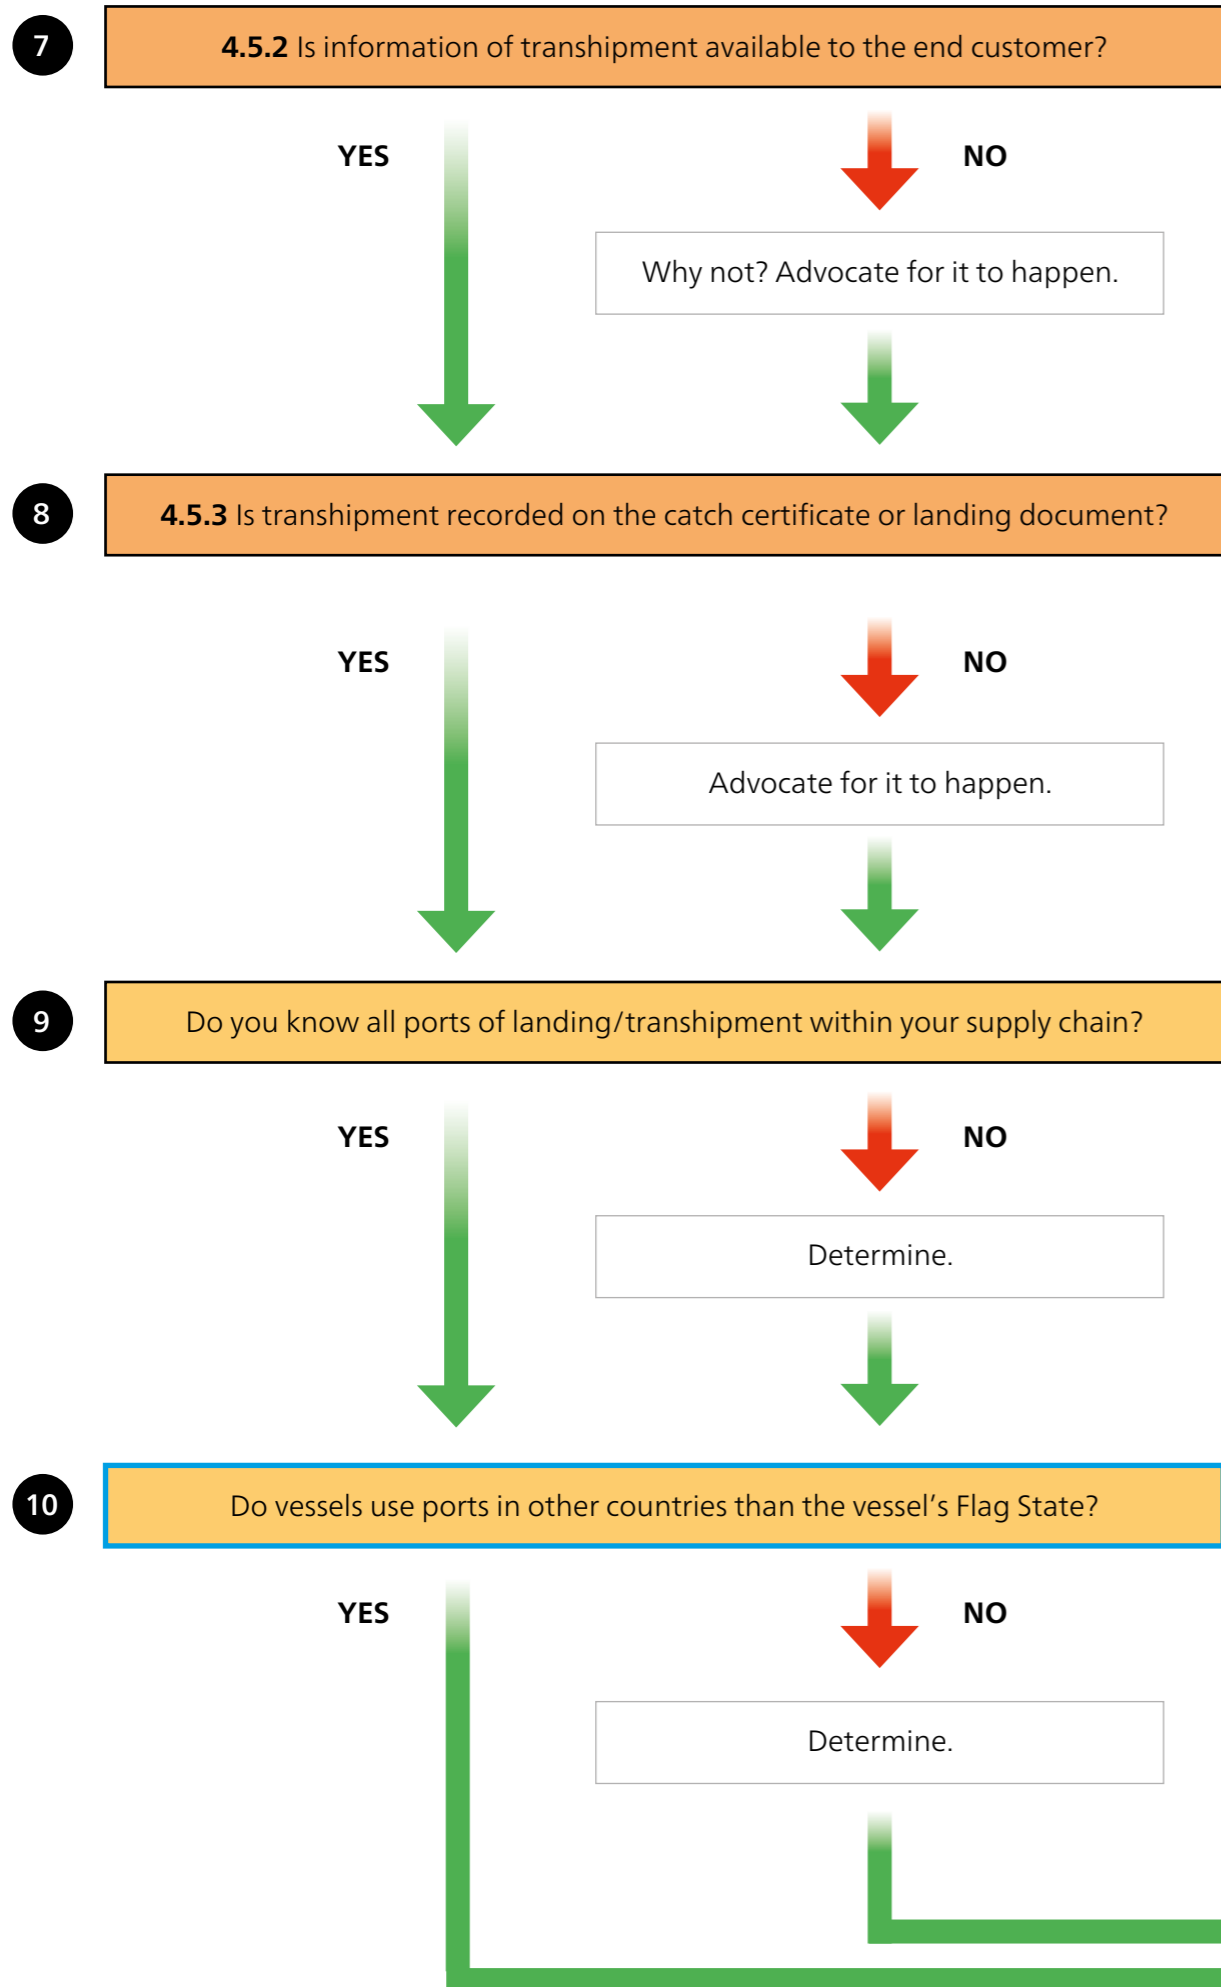 7
4.5.2 Is information of transhipment available to the end customer?
YES
NO
Why not? Advocate for it to happen.
8
4.5.3 Is transhipment recorded on the catch certificate or landing document?
YES
NO
Advocate for it to happen.
9
Do you know all ports of landing/transhipment within your supply chain?
YES
NO
Determine.
10
Do vessels use ports in other countries than the vessel’s Flag State?
YES
NO
Determine.